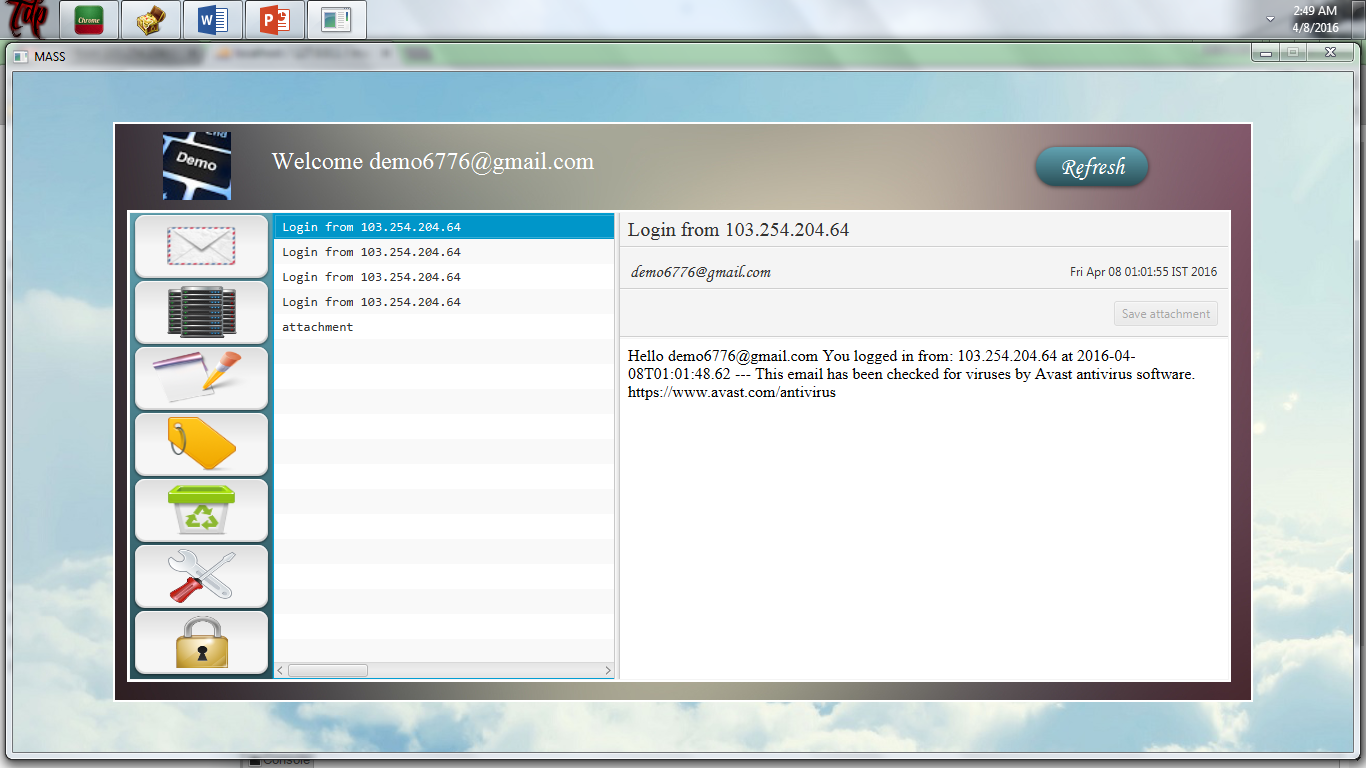 Tdp
Chrome
2:49 AM
4/8/2016
MASS
Demo
Welcome demo6776@gmail.com
Refresh
Login from 103.254.204.64
Login from 103.254.204.64
Login from 103.254.204.64
Login from 103.254.204.64
attachment
Login from 103.254.204.64
demo6776@gmail.com
Fri Apr 08 01:01:55 IST 2016
Save attachment
Hello demo6776@gmail.com You logged in from: 103.254.204.64 at 2016-04-
08T01:01:48.62 --- This email has been checked for viruses by Avast antivirus software.
https://www.avast.com/antivirus
Console